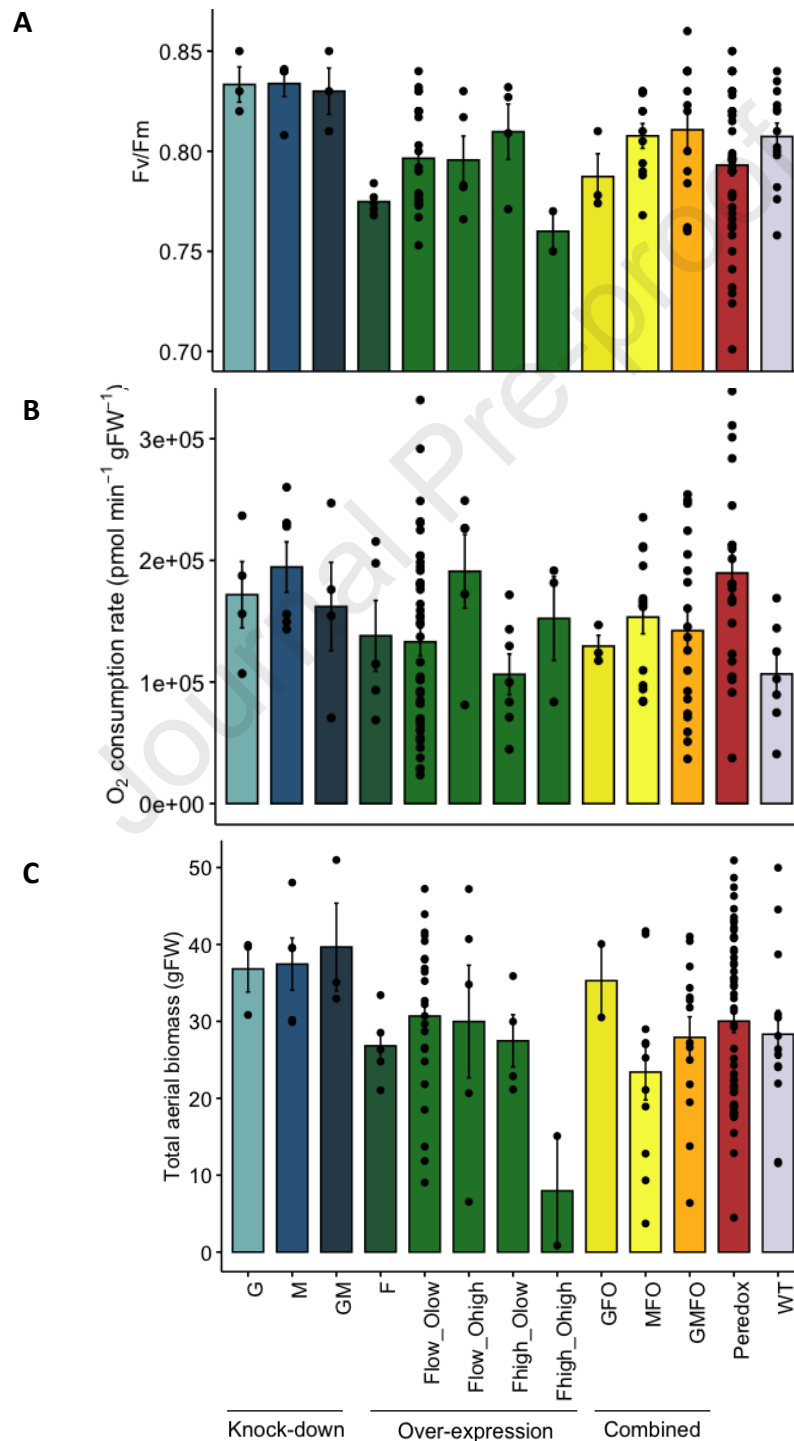 A
Fv/Fm
0.85
0.80
0.75
0.70
B
O₂ consumption rate (pmol min⁻¹ gFW⁻¹)
3e+05
2e+05
1e+05
0e+00
C
Total aerial biomass (gFW)
50
40
30
20
10
0
G
M
GM
F
Flow_Olow
Flow_Ohigh
Fhigh_Olow
Fhigh_Ohigh
GFO
MFO
GMFO
Peredox
WT
Knock-down
Over-expression
Combined
Journal Pre-proof